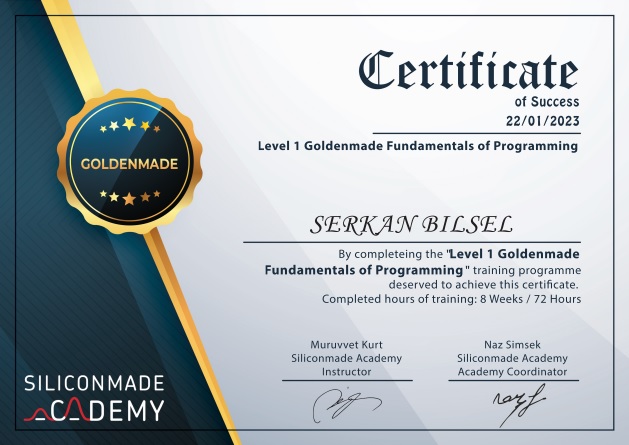 Certificate
of Success
22/01/2023
Level 1 Goldenmade Fundamentals of Programming
GOLDENMADE
SERKAN BILSEL
By completeing the "Level 1 Goldenmade
Fundamentals of Programming" training programme
deserved to achieve this certificate.
Completed hours of training: 8 Weeks / 72 Hours
Muruvvet Kurt
Siliconmade Academy
Instructor
Naz Simsek
Siliconmade Academy
Academy Coordinator
SILICONMADE
ACADEMY